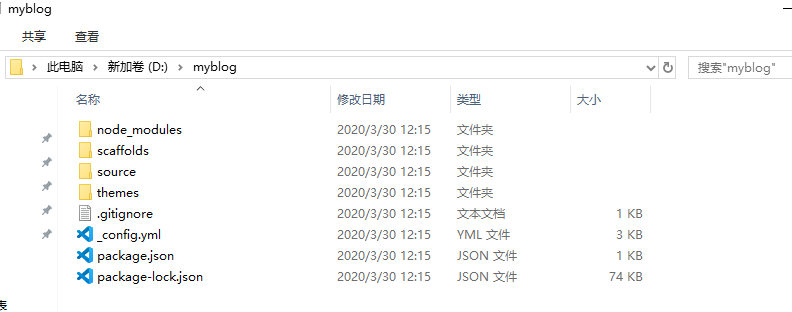 myblog
共享 查看
此电脑 新加卷 (D:) myblog 搜索"myblog"
名称 修改日期 类型 大小
node_modules 2020/3/30 12:15 文件夹
scaffolds 2020/3/30 12:15 文件夹
source 2020/3/30 12:15 文件夹
themes 2020/3/30 12:15 文件夹
.gitignore 2020/3/30 12:15 文本文档 1 KB
_config.yml 2020/3/30 12:15 YML 文件 3 KB
package.json 2020/3/30 12:15 JSON 文件 1 KB
package-lock.json 2020/3/30 12:15 JSON 文件 74 KB
表